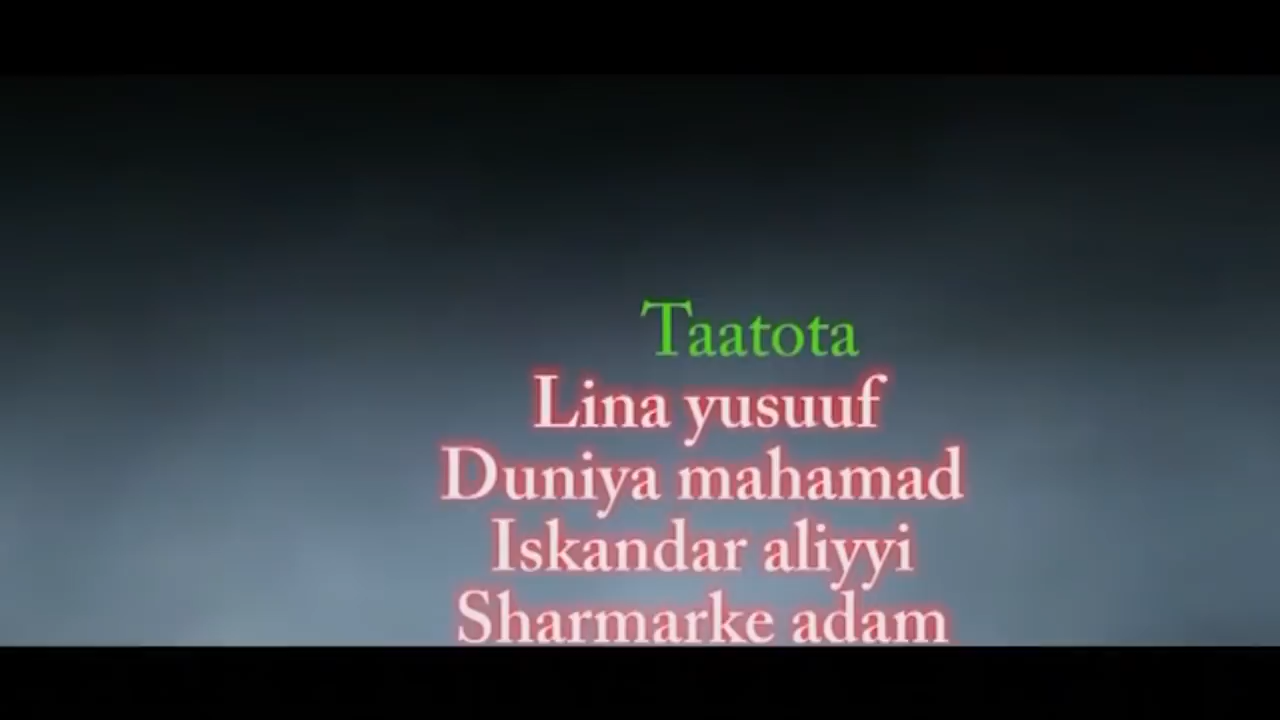 Taatota
Lina yusuuf
Duniya mahamad
Iskandar aliyyi
Sharmarke adam